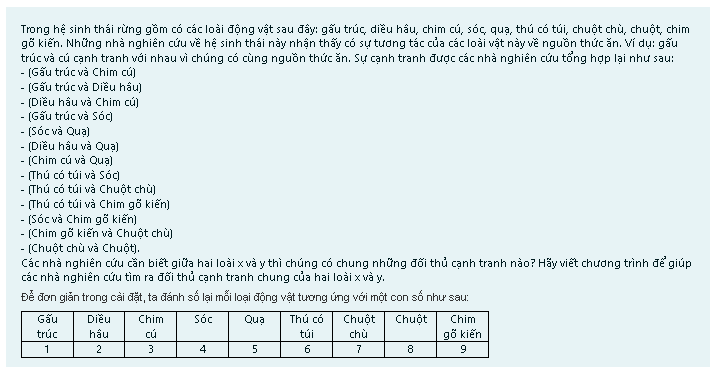 Trong hệ sinh thái rừng gồm có các loài động vật sau đây: gấu trúc, diều hâu, chim cú, sóc, quạ, thú có túi, chuột chù, chuột, chim
gõ kiến. Những nhà nghiên cứu về hệ sinh thái này nhận thấy có sự tương tác của các loài vật này về nguồn thức ăn. Ví dụ: gấu
trúc và cú cạnh tranh với nhau vì chúng có cùng nguồn thức ăn. Sự cạnh tranh được các nhà nghiên cứu tổng hợp lại như sau:
- (Gấu trúc và Chim cú)
- (Gấu trúc và Diều hâu)
- (Diều hâu và Chim cú)
- (Gấu trúc và Sóc)
- (Sóc và Quạ)
- (Diều hâu và Quạ)
- (Chim cú và Quạ)
- (Thú có túi và Sóc)
- (Thú có túi và Chuột chù)
- (Thú có túi và Chim gõ kiến)
- (Sóc và Chim gõ kiến)
- (Chim gõ kiến và Chuột chù)
- (Chuột chù và Chuột).
Các nhà nghiên cứu cần biết giữa hai loài x và y thì chúng có chung những đối thủ cạnh tranh nào? Hãy viết chương trình để giúp
các nhà nghiên cứu tìm ra đối thủ cạnh tranh chung của hai loài x và y.
Để đơn giản trong cài đặt, ta đánh số lại mỗi loại động vật tương ứng với một con số như sau:
Gấu Diều Chim Sóc Quạ Thú có Chuột Chuột Chim
trúc hâu cú túi chù gõ kiến
1 2 3 4 5 6 7 8 9